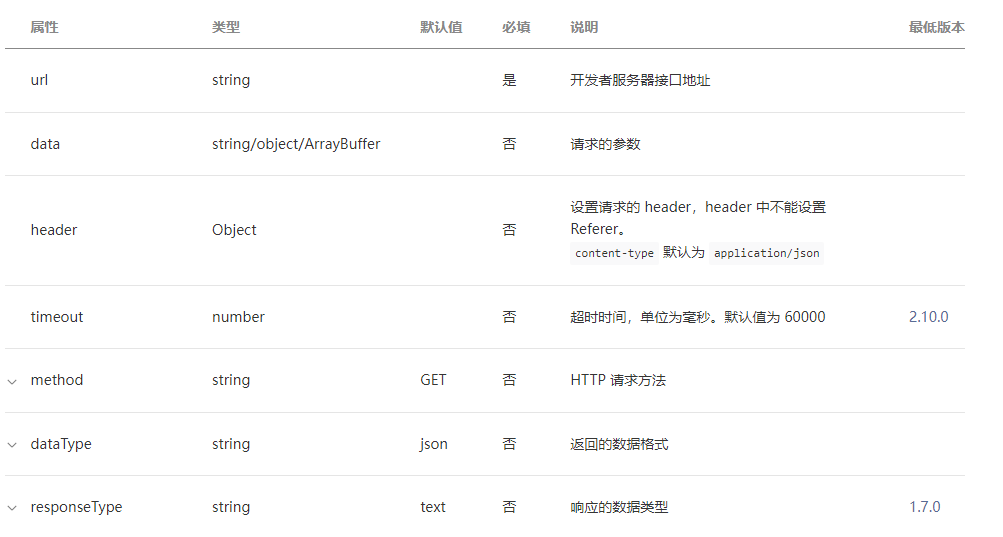 属性 类型 默认值 必填 说明 最低版本
url string 是 开发者服务器接口地址
data string/object/ArrayBuffer 否 请求的参数
header Object 否 设置请求的 header，header 中不能设置
Referer。
content-type 默认为 application/json
timeout number 否 超时时间，单位为毫秒。默认值为 60000 2.10.0
method string GET 否 HTTP 请求方法
dataType string json 否 返回的数据格式
responseType string text 否 响应的数据类型 1.7.0